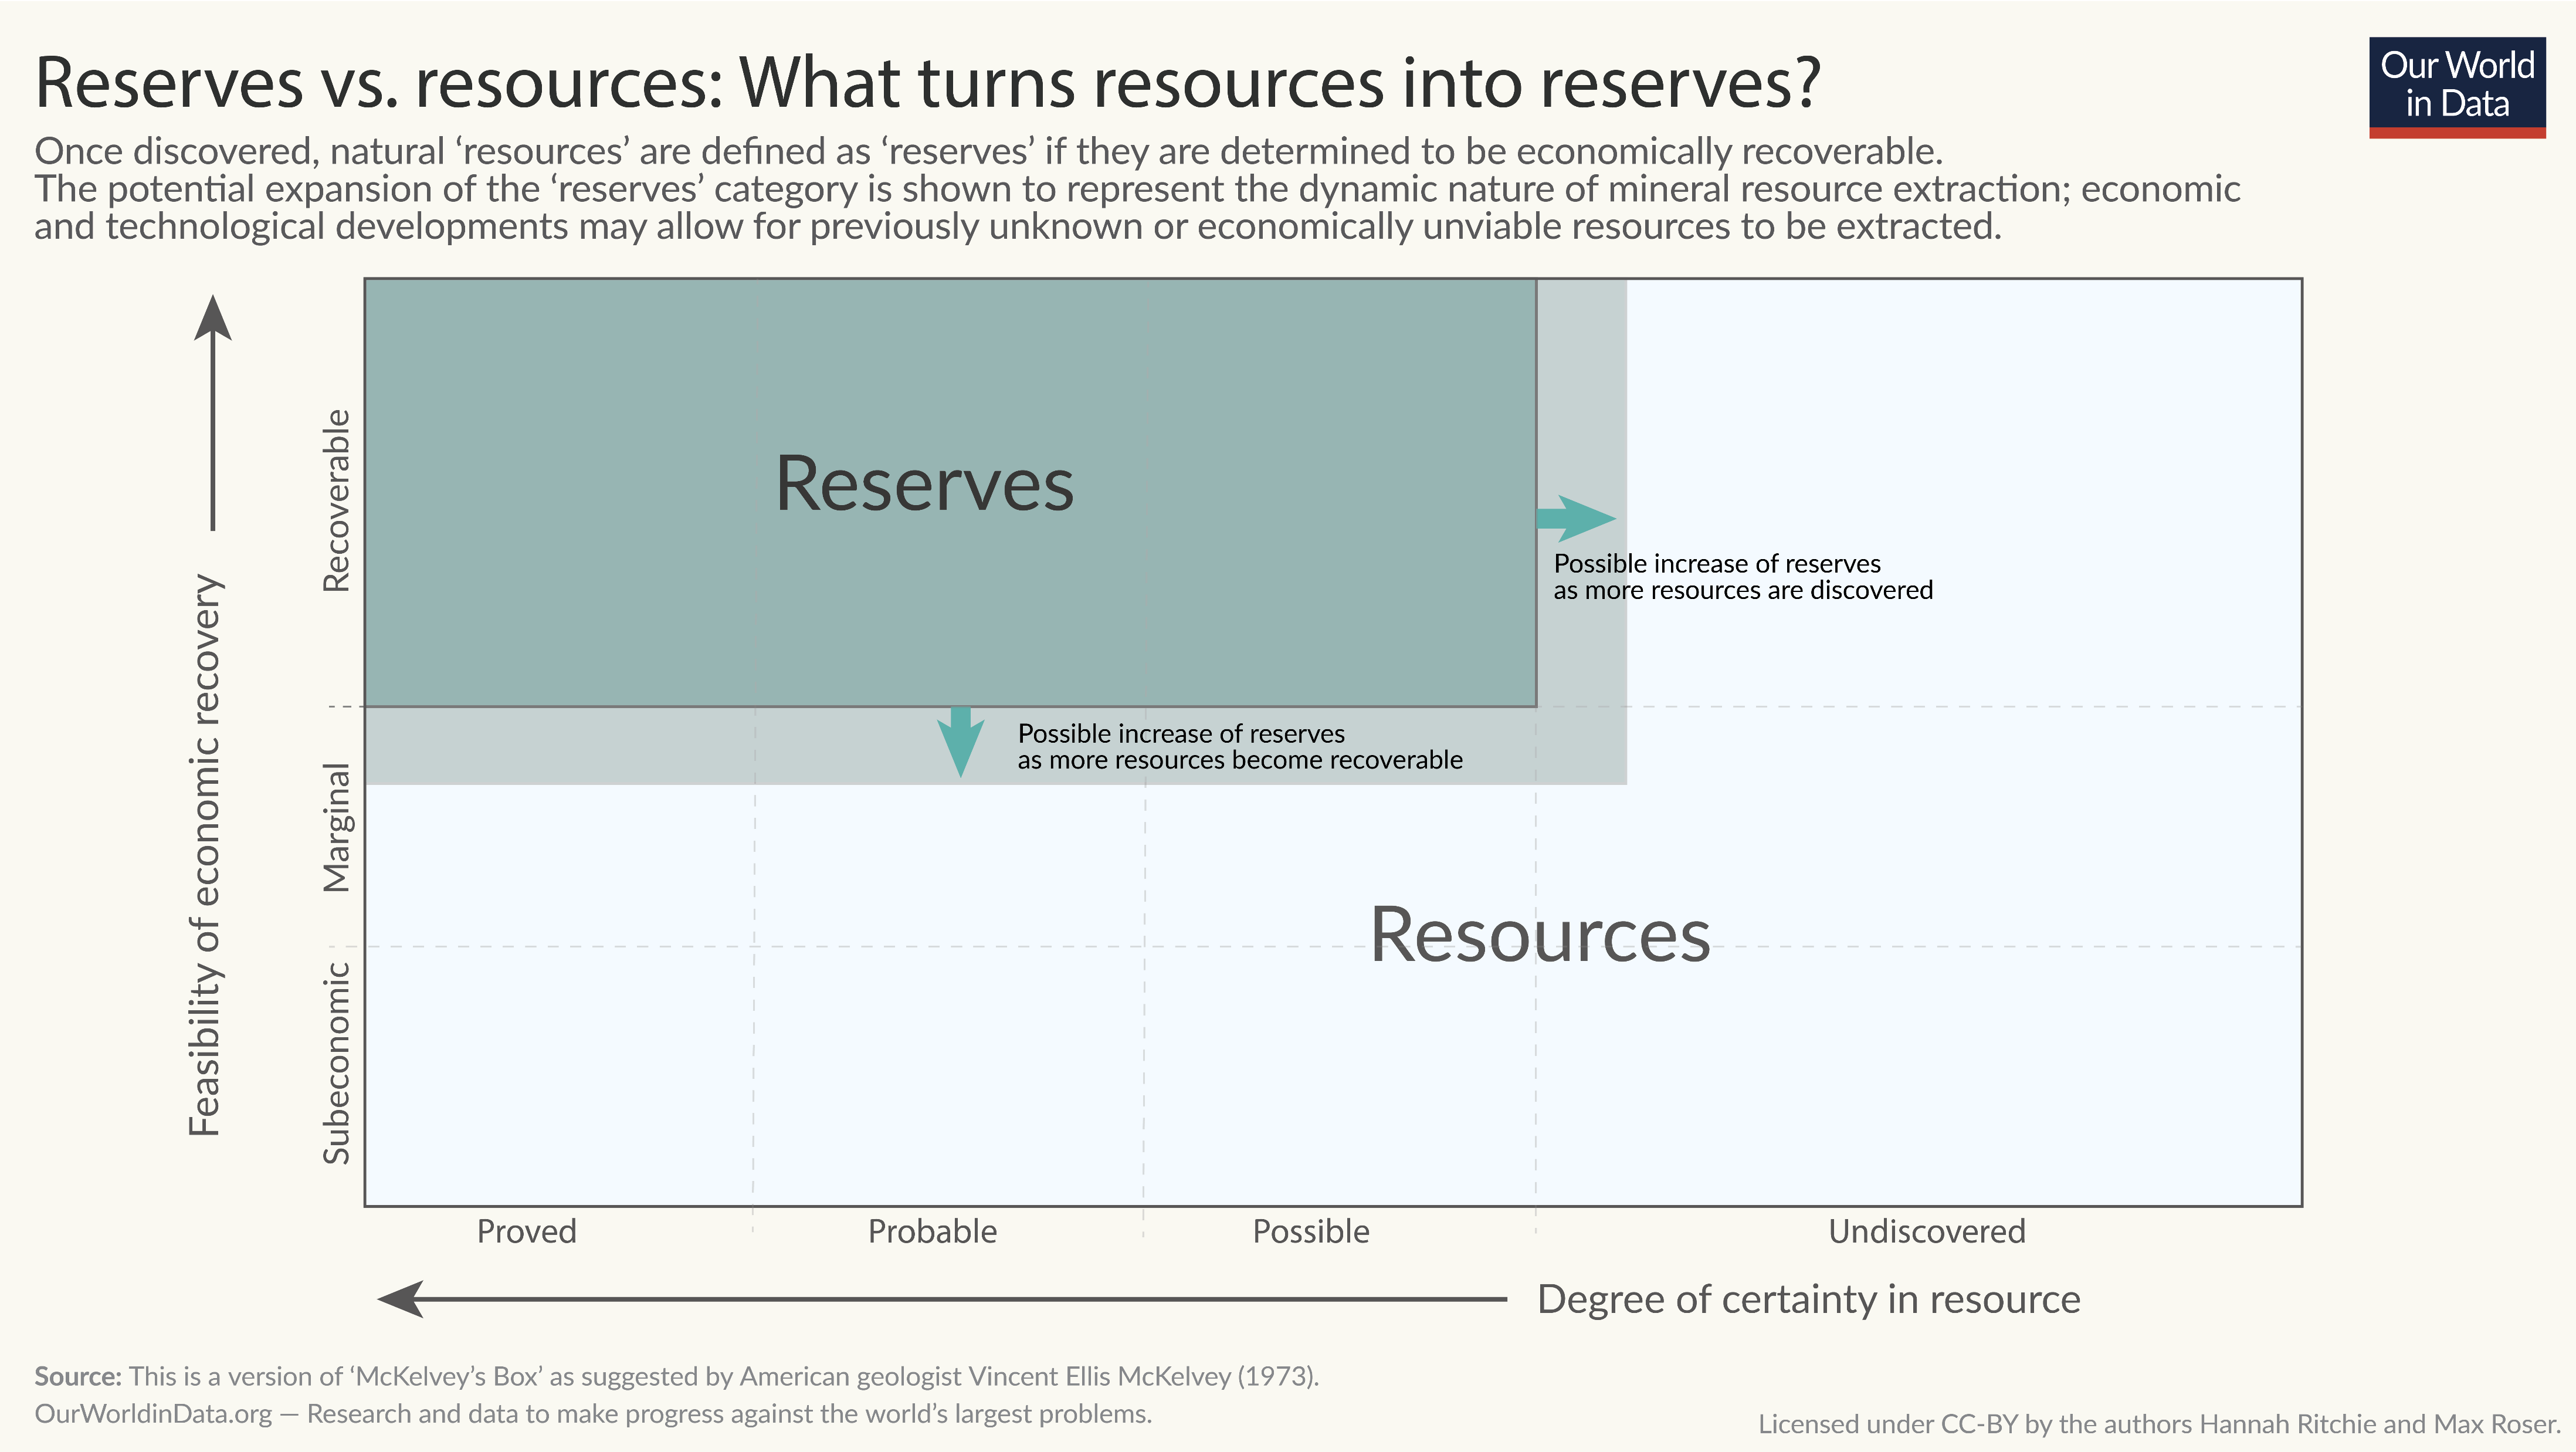 Reserves vs. resources: What turns resources into reserves?
Our World
in Data
Once discovered, natural ‘resources’ are defined as ‘reserves’ if they are determined to be economically recoverable.
The potential expansion of the ‘reserves’ category is shown to represent the dynamic nature of mineral resource extraction; economic
and technological developments may allow for previously unknown or economically unviable resources to be extracted.
Feasibility of economic recovery
Recoverable
Marginal
Subeconomic
Reserves
Possible increase of reserves
as more resources are discovered
Possible increase of reserves
as more resources become recoverable
Resources
Proved
Probable
Possible
Undiscovered
Degree of certainty in resource
Source: This is a version of ‘McKelvey’s Box’ as suggested by American geologist Vincent Ellis McKelvey (1973).
OurWorldinData.org — Research and data to make progress against the world’s largest problems.
Licensed under CC-BY by the authors Hannah Ritchie and Max Roser.